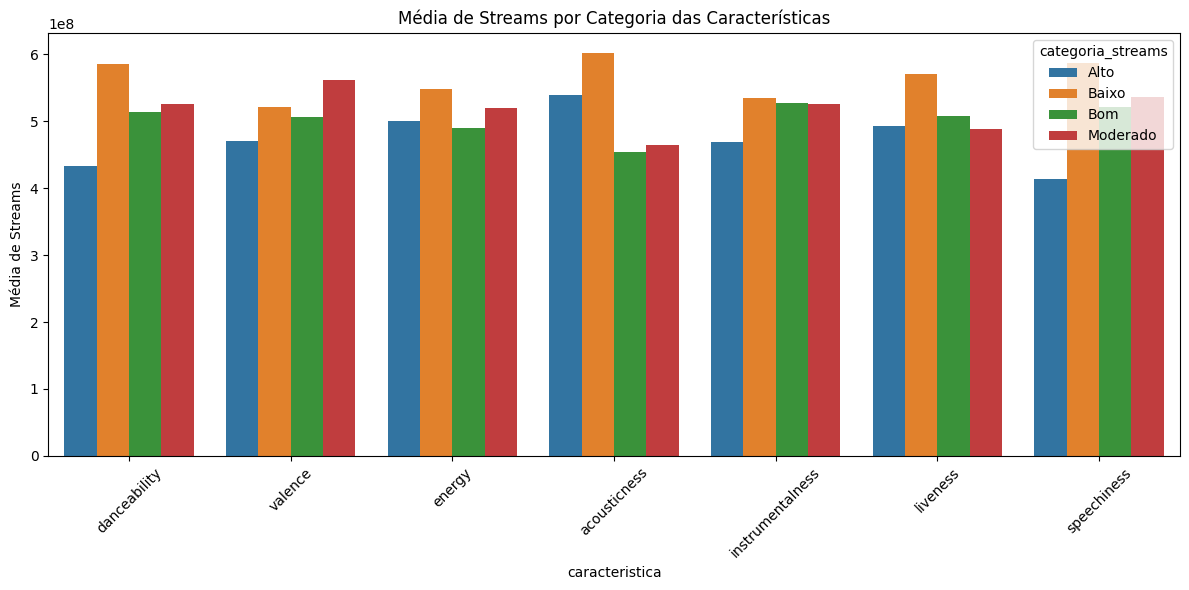 Média de Streams por Categoria das Características
1e8
categoria_streams
Alto
Baixo
Bom
Moderado
6
5
4
3
2
1
0
Média de Streams
danceability
valence
energy
acousticness
instrumentalness
liveness
speechiness
caracteristica